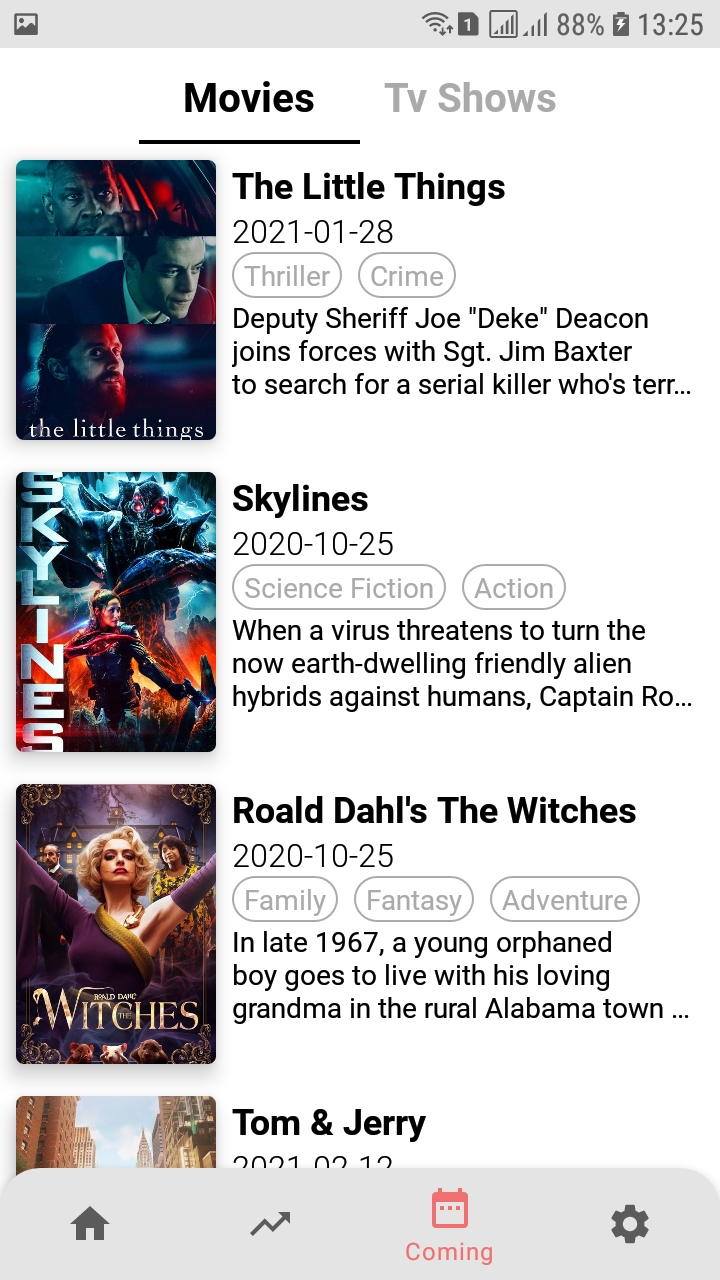 1 88% 13:25
Movies Tv Shows
The Little Things
2021-01-28
Thriller Crime
Deputy Sheriff Joe "Deke" Deacon
joins forces with Sgt. Jim Baxter
to search for a serial killer who's terr...
the little things
SKYLINES
Skylines
2020-10-25
Science Fiction Action
When a virus threatens to turn the
now earth-dwelling friendly alien
hybrids against humans, Captain Ro...
Roald Dahl's The Witches
2020-10-25
Family Fantasy Adventure
In late 1967, a young orphaned
boy goes to live with his loving
grandma in the rural Alabama town ...
ROALD DAHL'
THE
WITCHES
Tom & Jerry
2021-02-12
Coming